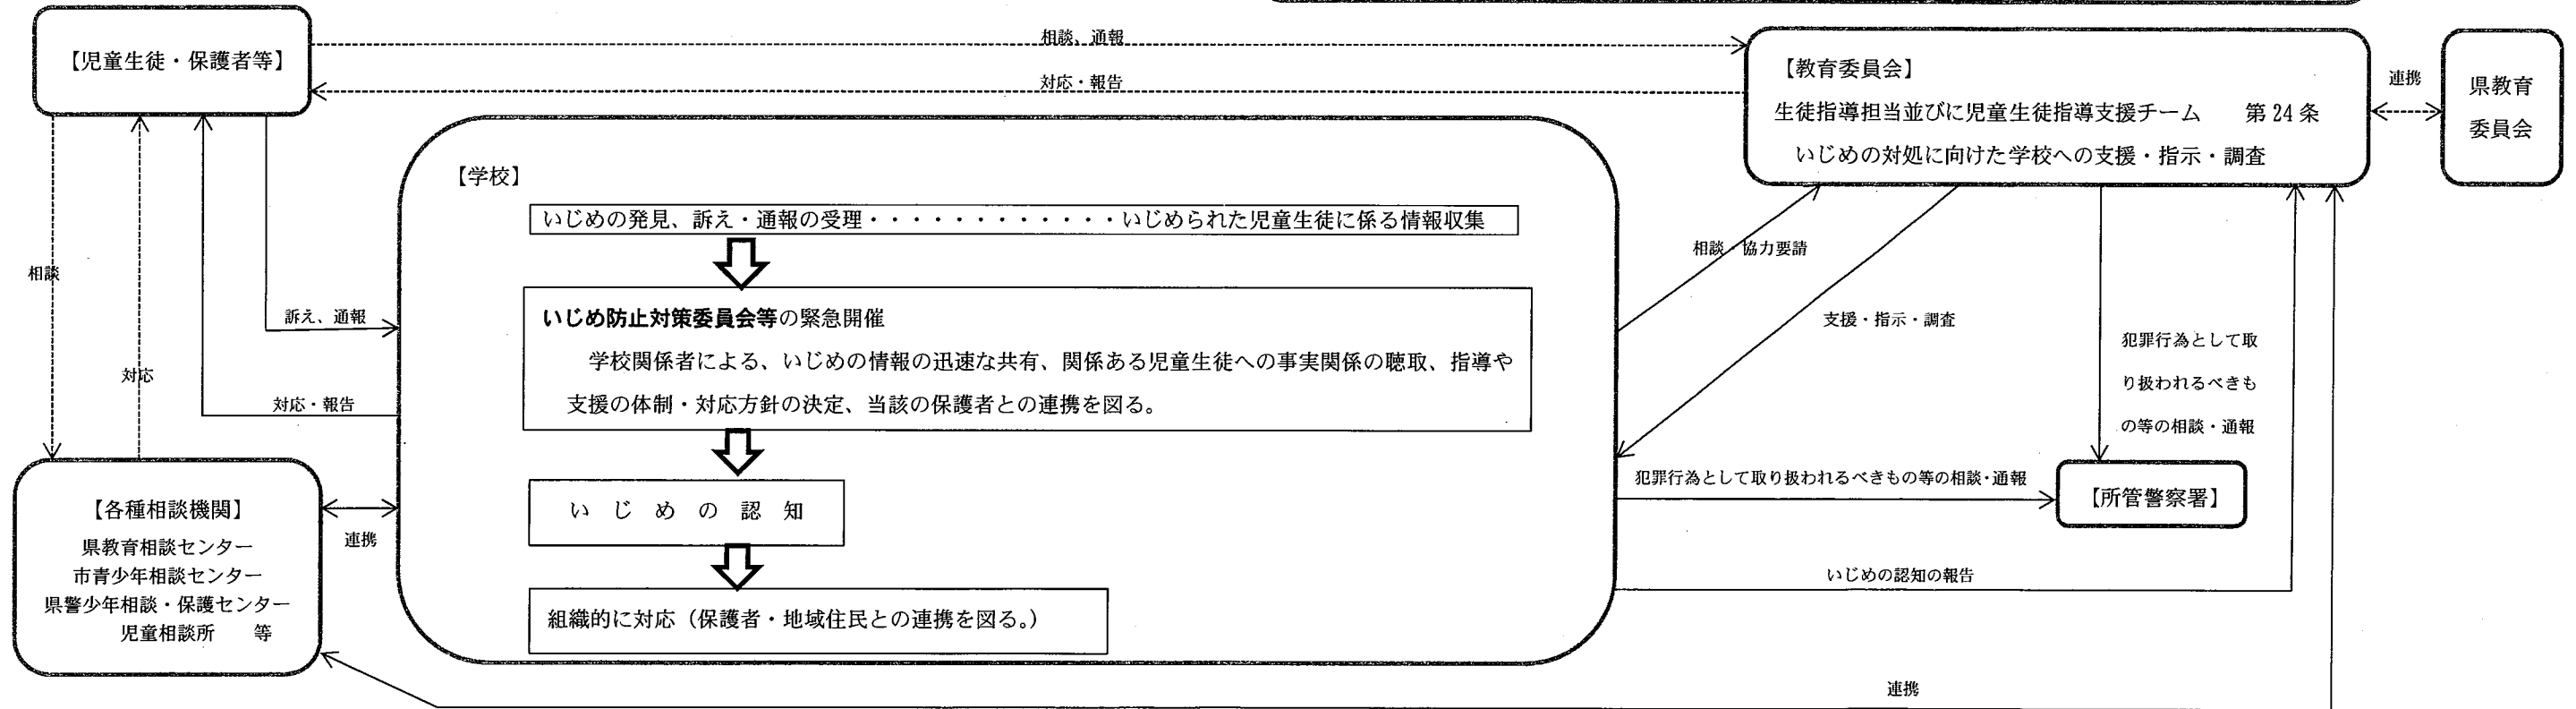 【児童生徒・保護者等】
相談、通報
対応・報告
【教育委員会】
生徒指導担当並びに児童生徒指導支援チーム　　第24条
いじめの対処に向けた学校への支援・指示・調査
連携
県教育
委員会
【学校】
いじめの発見、訴え・通報の受理・・・・・・・・・・・・いじめられた児童生徒に係る情報収集
いじめ防止対策委員会等の緊急開催
学校関係者による、いじめの情報の迅速な共有、関係ある児童生徒への事実関係の聴取、指導や
支援の体制・対応方針の決定、当該の保護者との連携を図る。
いじめの認知
組織的に対応（保護者・地域住民との連携を図る。）
相談
対応
訴え、通報
対応・報告
連携
【各種相談機関】
県教育相談センター
市青少年相談センター
県警少年相談・保護センター
児童相談所　　等
相談・協力要請
支援・指示・調査
犯罪行為として取
り扱われるべきも
の等の相談・通報
犯罪行為として取り扱われるべきもの等の相談・通報
【所管警察署】
いじめの認知の報告
連携